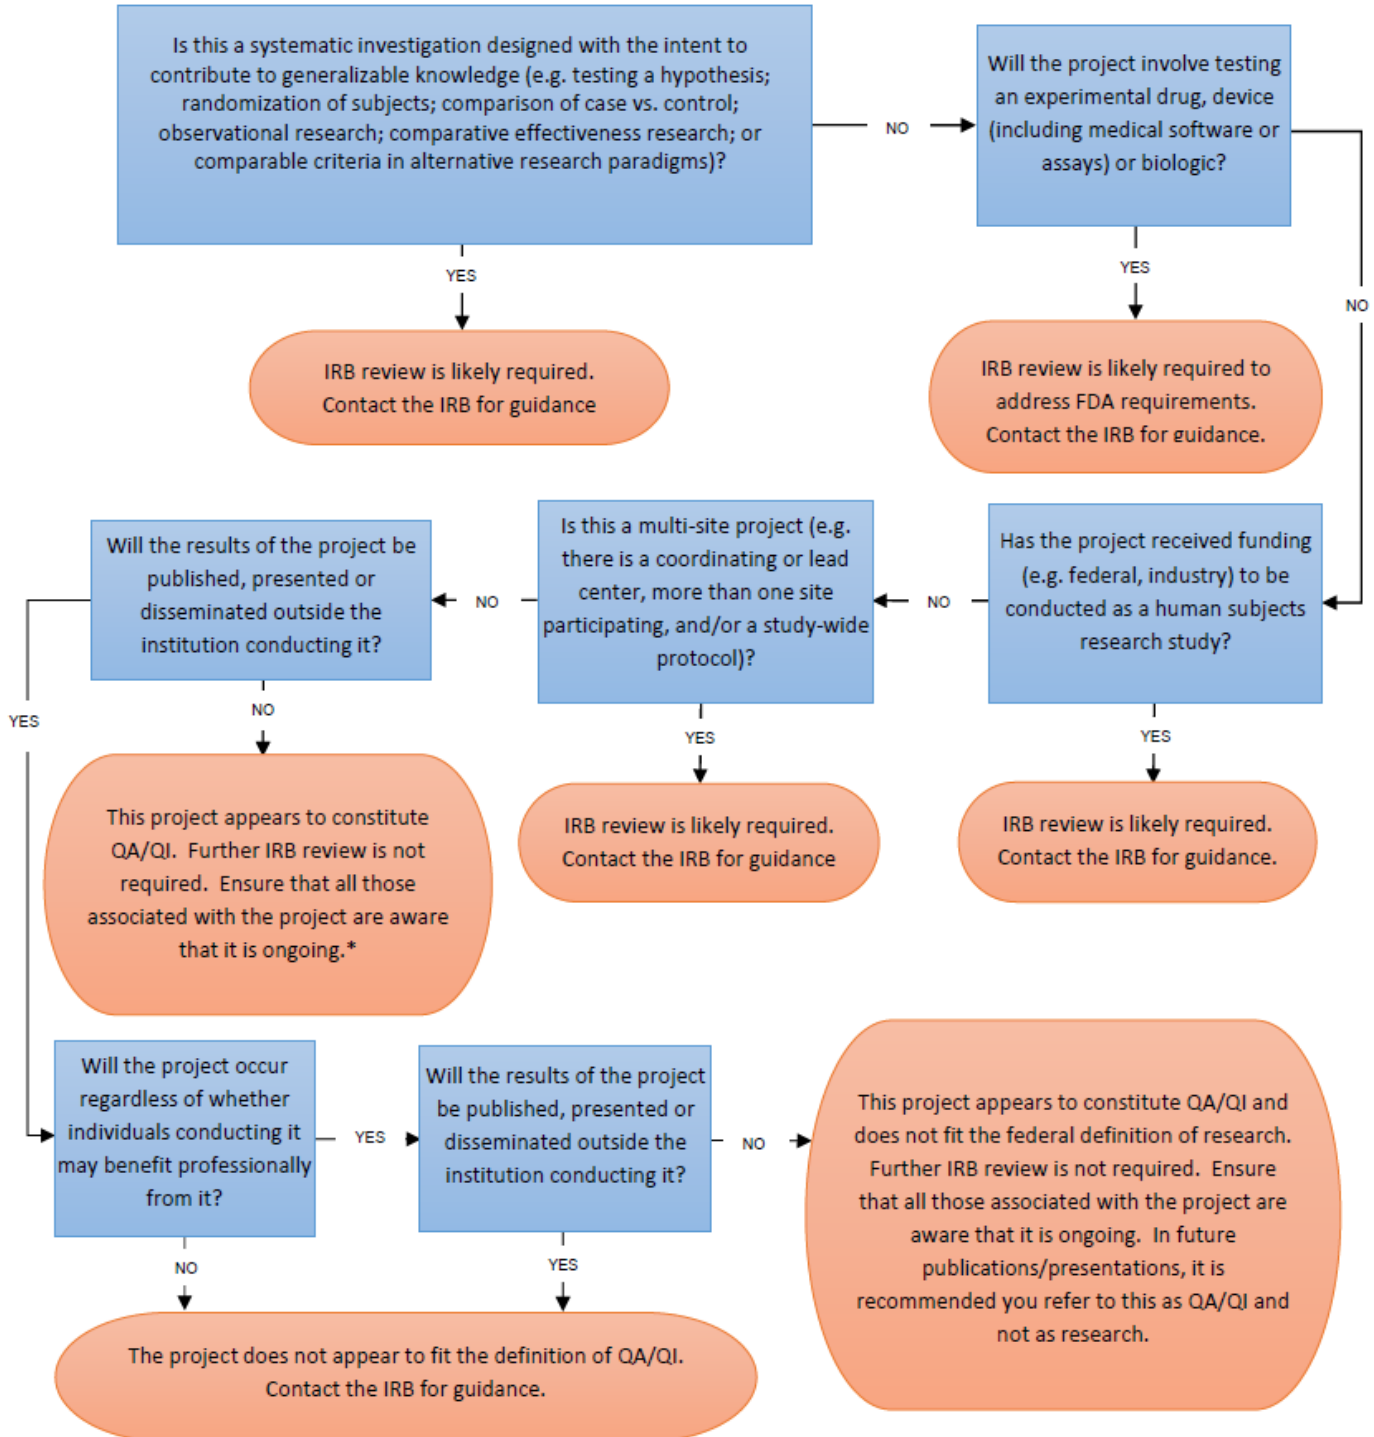 Is this a systematic investigation designed with the intent to
contribute to generalizable knowledge (e.g. testing a hypothesis;
randomization of subjects; comparison of case vs. control;
observational research; comparative effectiveness research; or
comparable criteria in alternative research paradigms)?
NO
Will the project involve testing
an experimental drug, device
(including medical software or
assays) or biologic?
YES
YES
NO
IRB review is likely required.
Contact the IRB for guidance
IRB review is likely required to
address FDA requirements.
Contact the IRB for guidance.
Has the project received funding
(e.g. federal, industry) to be
conducted as a human subjects
research study?
NO
Is this a multi-site project (e.g.
there is a coordinating or lead
center, more than one site
participating, and/or a study-wide
protocol)?
NO
Will the results of the project be
published, presented or
disseminated outside the
institution conducting it?
YES
NO
YES
YES
This project appears to constitute
QA/QI. Further IRB review is not
required. Ensure that all those
associated with the project are aware
that it is ongoing.*
IRB review is likely required.
Contact the IRB for guidance
IRB review is likely required.
Contact the IRB for guidance.
Will the project occur
regardless of whether
individuals conducting it
may benefit professionally
from it?
YES
Will the results of the project
be published, presented or
disseminated outside the
institution conducting it?
NO
This project appears to constitute QA/QI and
does not fit the federal definition of research.
Further IRB review is not required. Ensure
that all those associated with the project are
aware that it is ongoing. In future
publications/presentations, it is
recommended you refer to this as QA/QI and
not as research.
NO
YES
The project does not appear to fit the definition of QA/QI.
Contact the IRB for guidance.